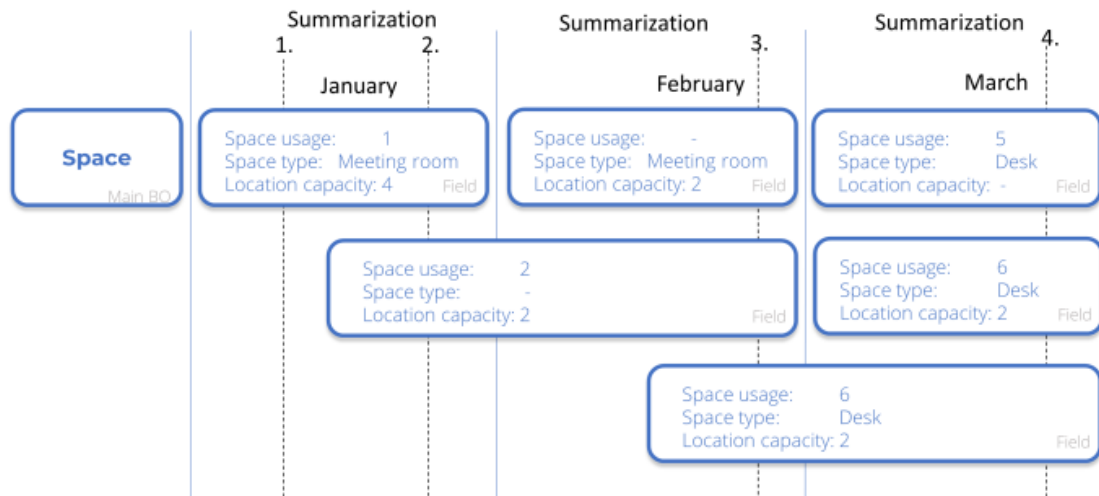 Summarization
Summarization
Summarization
1.
2.
3.
4.
January
February
March
Space
Main BO
Space usage: 1
Space type: Meeting room
Location capacity: 4
Field
Space usage: -
Space type: Meeting room
Location capacity: 2
Field
Space usage: 5
Space type: Desk
Location capacity: -
Field
Space usage: 2
Space type: -
Location capacity: 2
Field
Space usage: 6
Space type: Desk
Location capacity: 2
Field
Space usage: 6
Space type: Desk
Location capacity: 2
Field